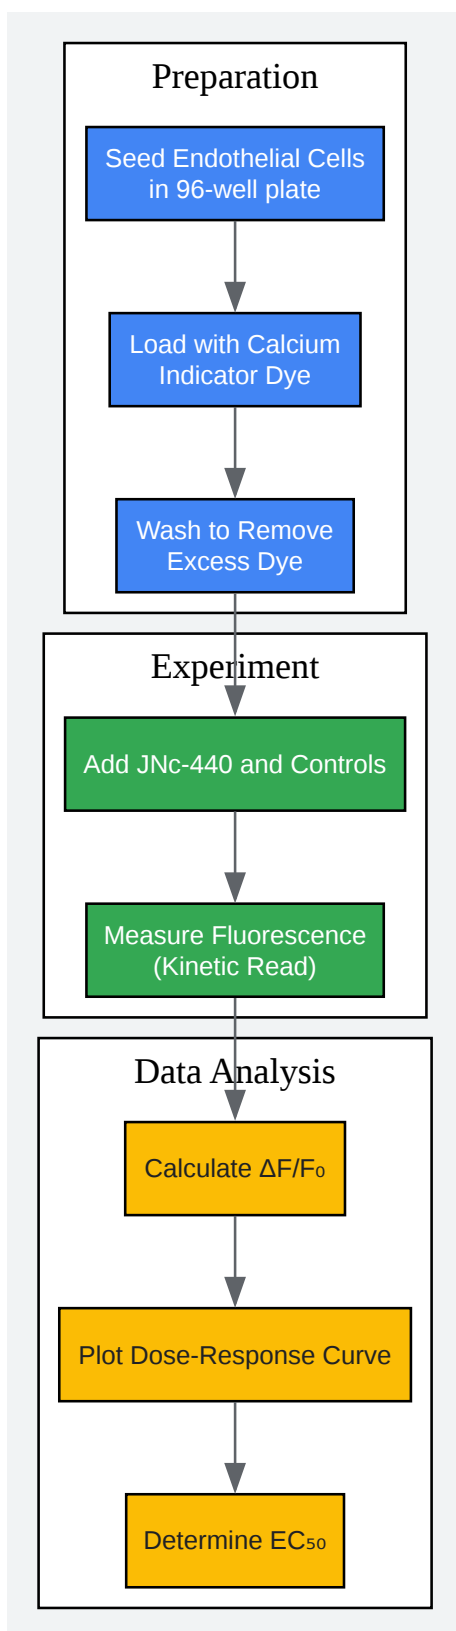 Preparation
Seed Endothelial Cells
in 96-well plate
Load with Calcium
Indicator Dye
Wash to Remove
Excess Dye
Experiment
Add JNc-440 and Controls
Measure Fluorescence
(Kinetic Read)
Data Analysis
Calculate ΔF/F₀
Plot Dose-Response Curve
Determine EC₅₀